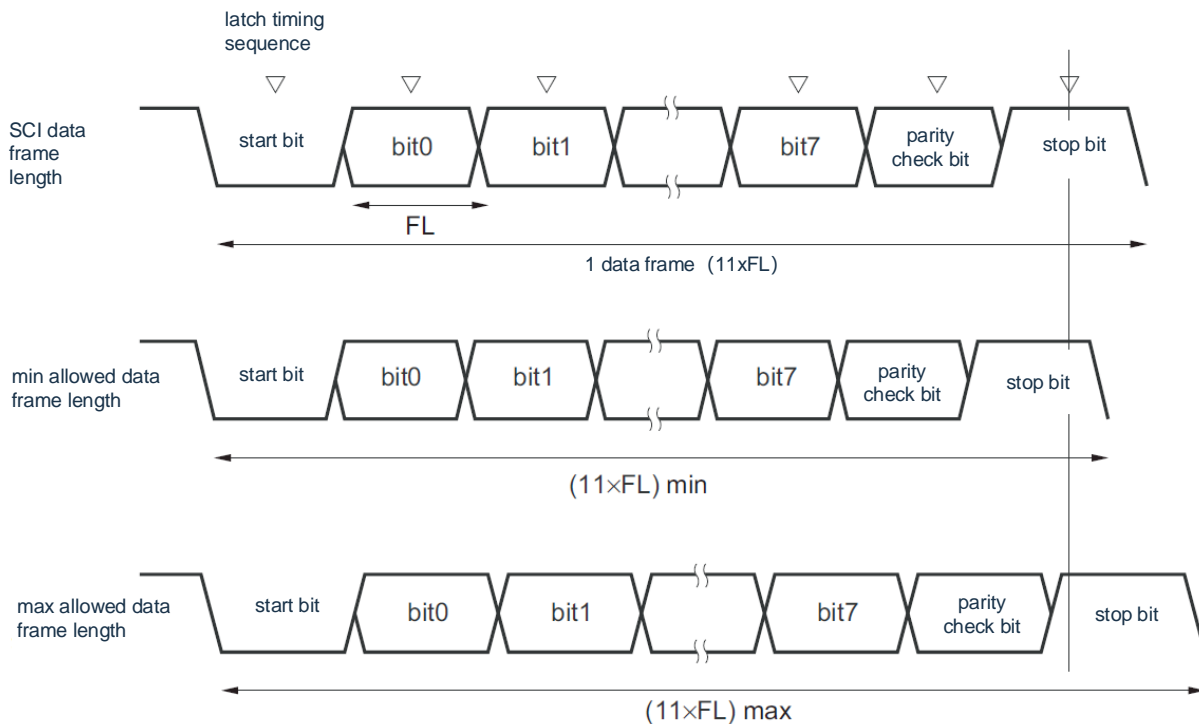 latch timing
sequence
SCI data
frame
length
start bit
bit0
bit1
bit7
parity
check bit
stop bit
FL
1 data frame (11xFL)
min allowed data
frame length
start bit
bit0
bit1
bit7
parity
check bit
stop bit
(11×FL) min
max allowed data
frame length
start bit
bit0
bit1
bit7
parity
check bit
stop bit
(11×FL) max